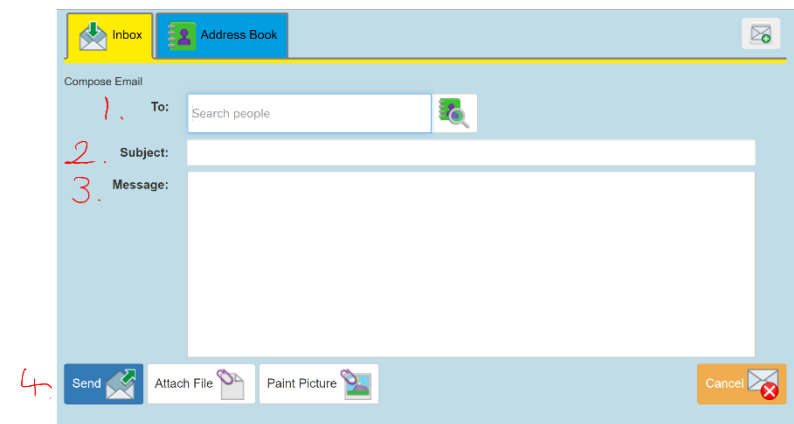 Inbox Address Book
Compose Email
1. To: Search people
2. Subject:
3. Message:
4. Send Attach File Paint Picture Cancel